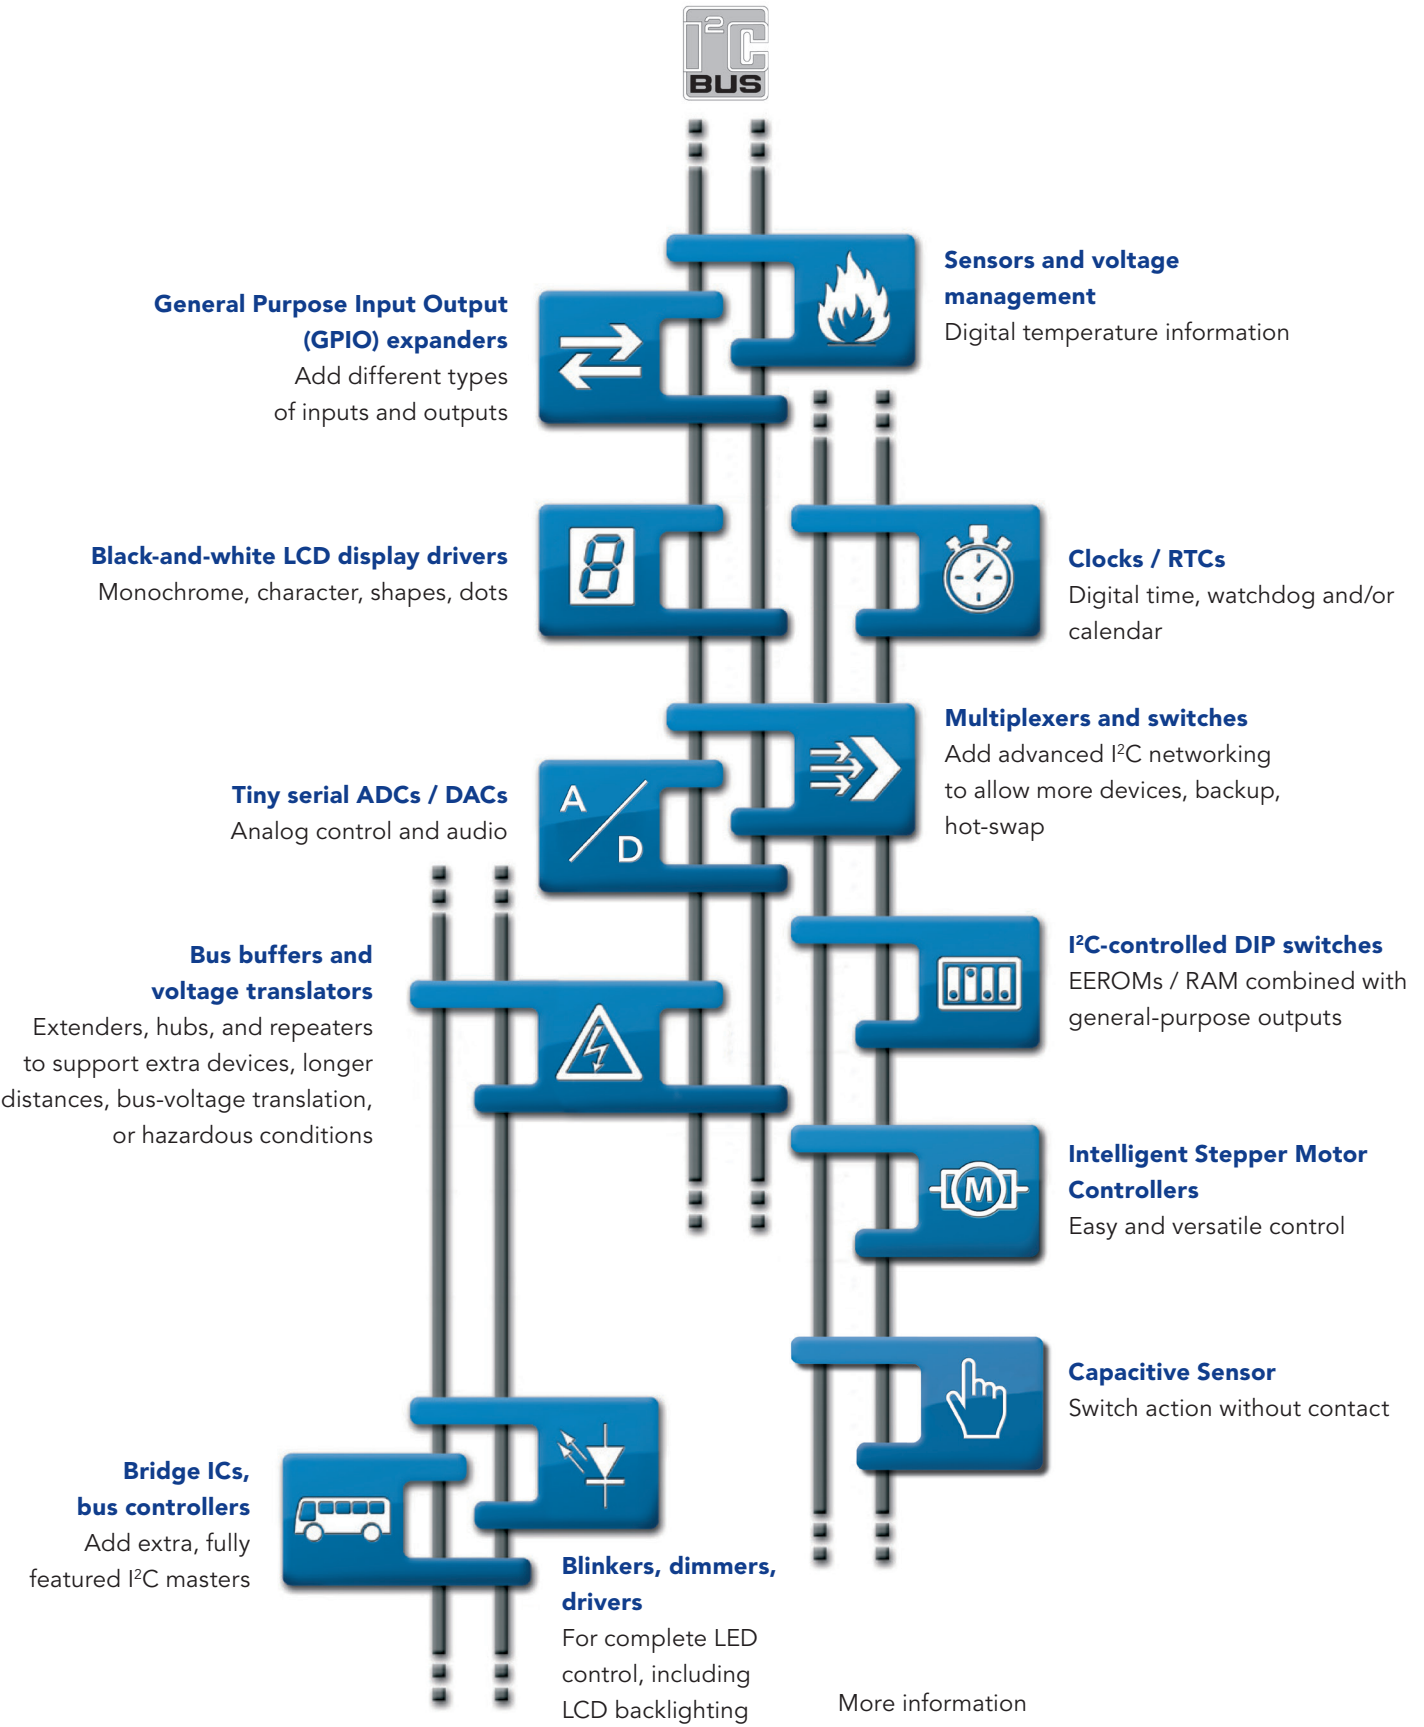 I²C
BUS
Sensors and voltage
management
Digital temperature information
General Purpose Input Output
(GPIO) expanders
Add different types
of inputs and outputs
Black-and-white LCD display drivers
Monochrome, character, shapes, dots
8
Clocks / RTCs
Digital time, watchdog and/or
calendar
Multiplexers and switches
Add advanced I²C networking
to allow more devices, backup,
hot-swap
Tiny serial ADCs / DACs
Analog control and audio
A
D
Bus buffers and
voltage translators
Extenders, hubs, and repeaters
to support extra devices, longer
distances, bus-voltage translation,
or hazardous conditions
I²C-controlled DIP switches
EEROMs / RAM combined with
general-purpose outputs
Intelligent Stepper Motor
Controllers
Easy and versatile control
M
Capacitive Sensor
Switch action without contact
Bridge ICs,
bus controllers
Add extra, fully
featured I²C masters
Blinkers, dimmers,
drivers
For complete LED
control, including
LCD backlighting
More information